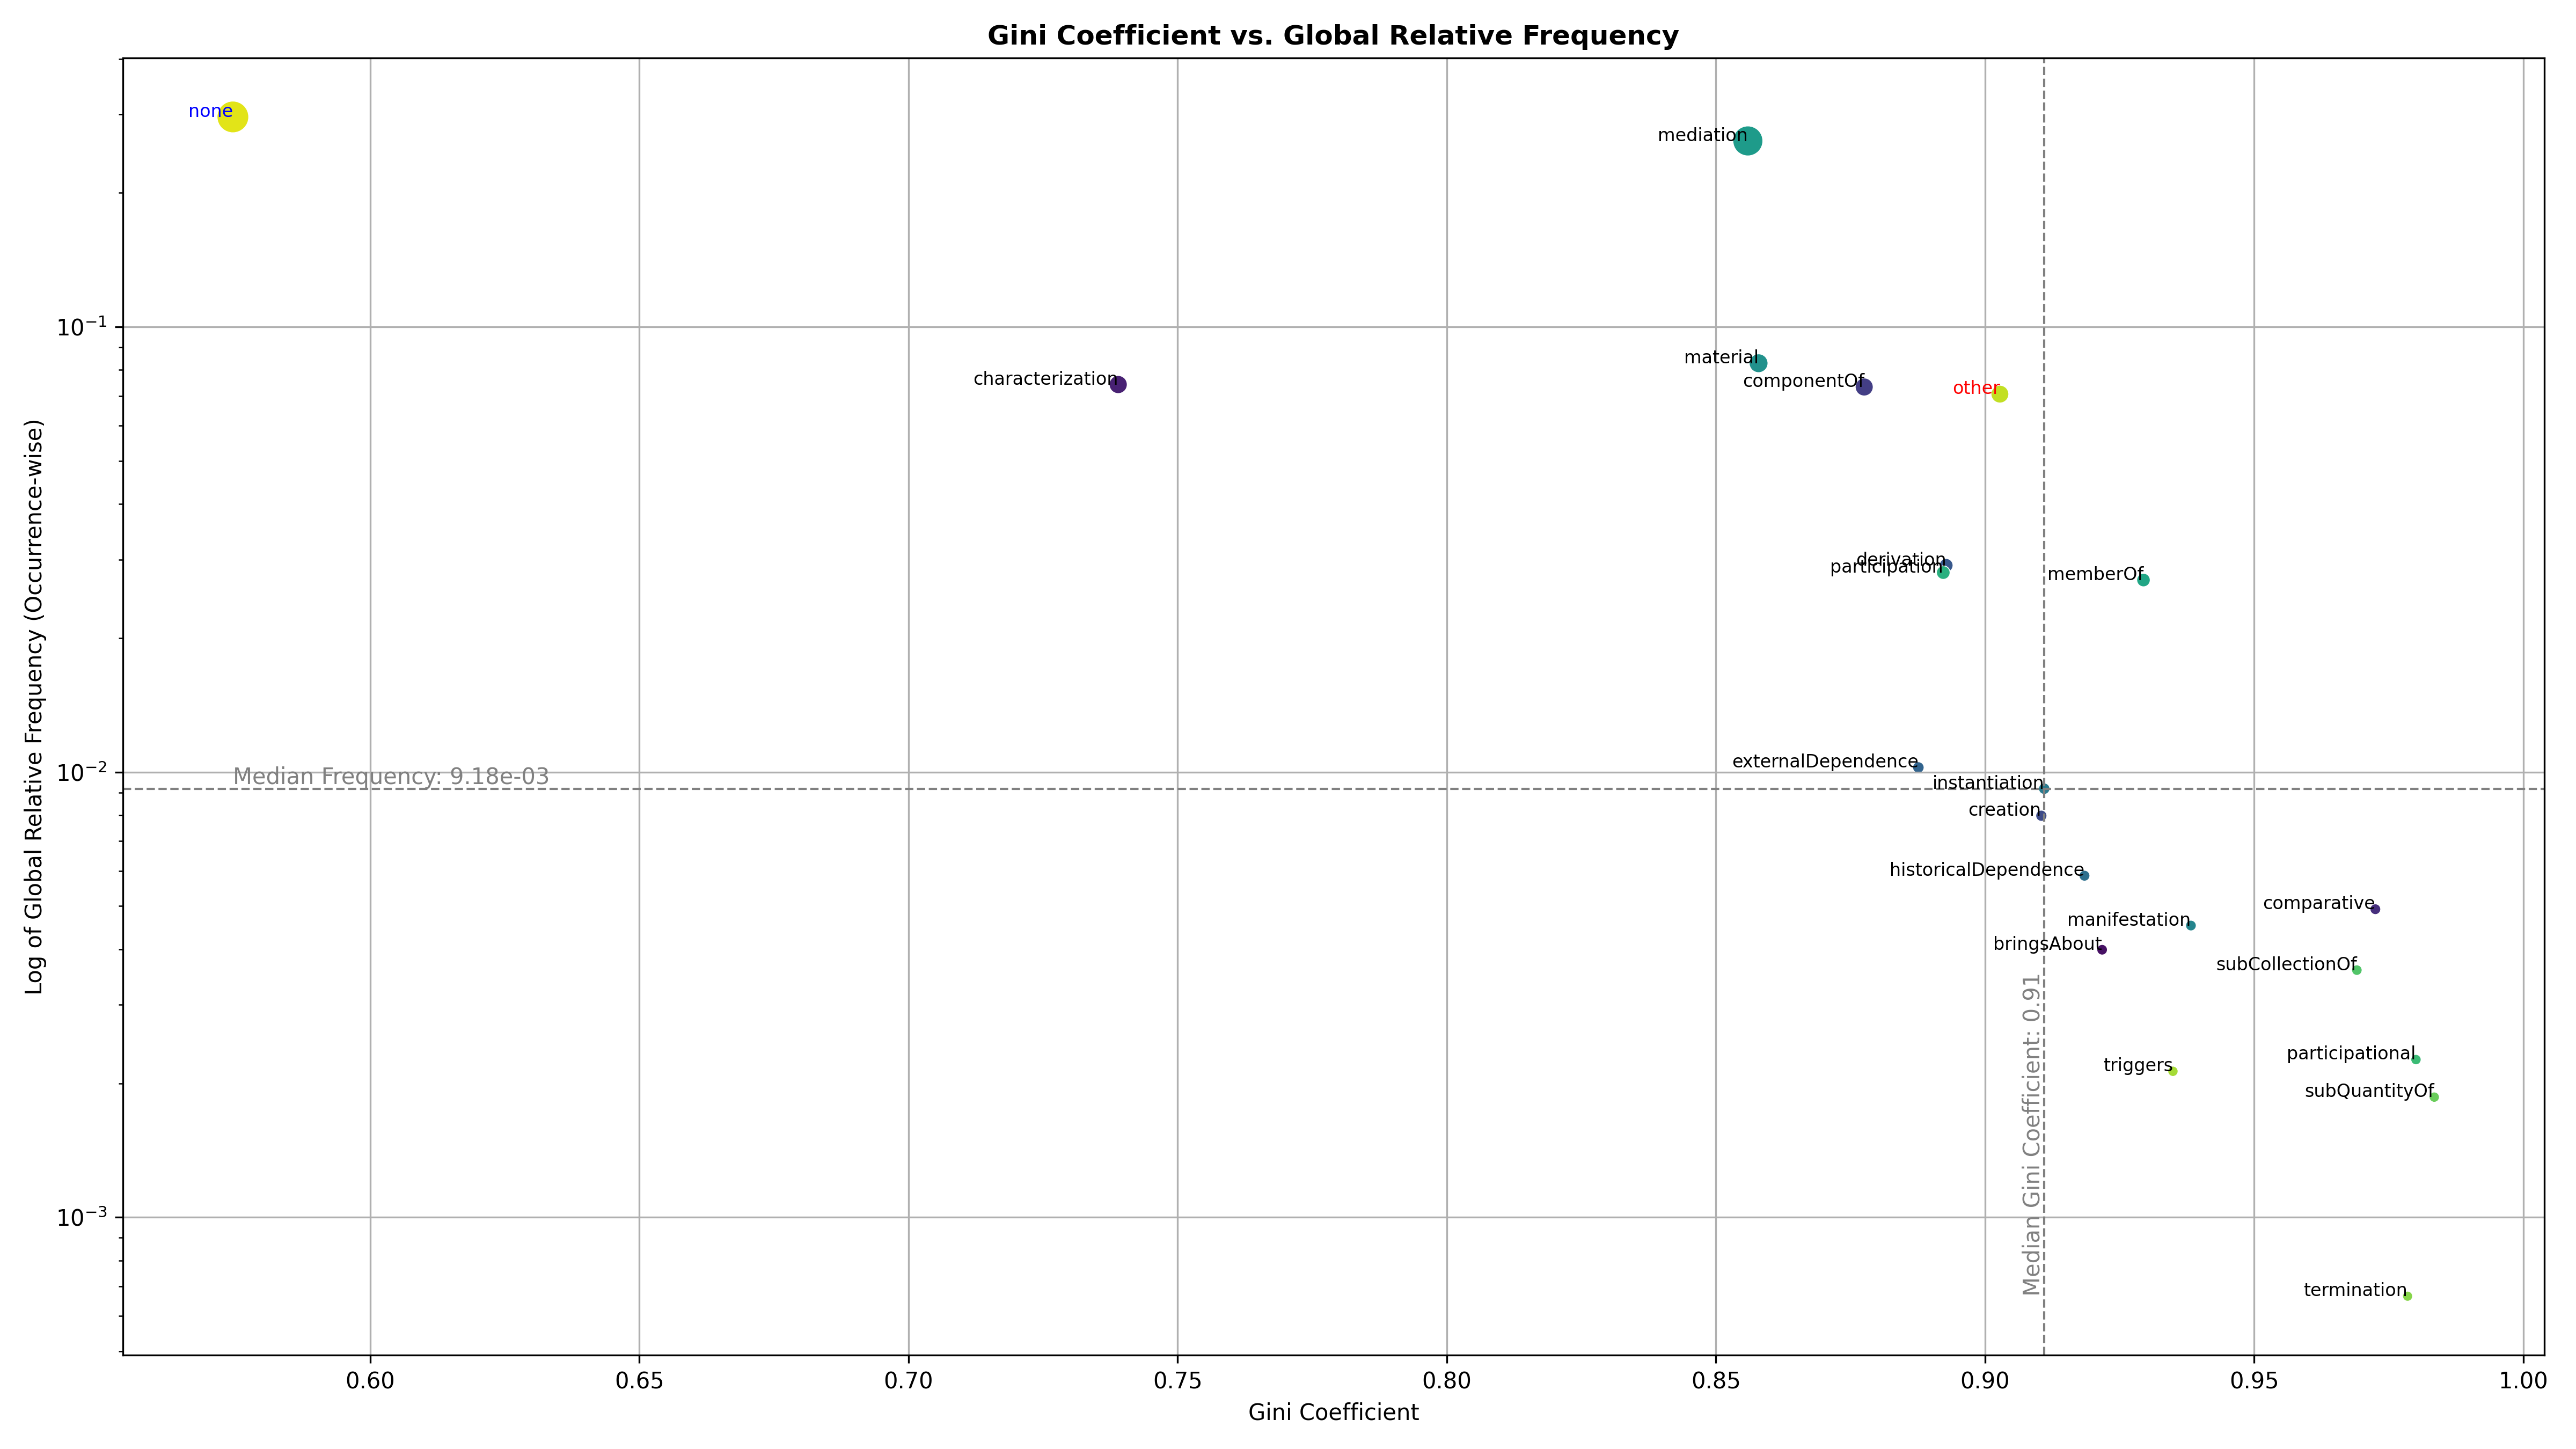 Gini Coefficient vs. Global Relative Frequency
none
mediation
10⁻¹
material
characterization
componentOf
other
derivation
participation
memberOf
externalDependence
10⁻²
Median Frequency: 9.18e-03
instantiation
creation
historicalDependence
comparative
manifestation
bringsAbout
subCollectionOf
participational
triggers
subQuantityOf
Median Gini Coefficient: 0.91
10⁻³
termination
Log of Global Relative Frequency (Occurrence-wise)
0.60 0.65 0.70 0.75 0.80 0.85 0.90 0.95 1.00
Gini Coefficient